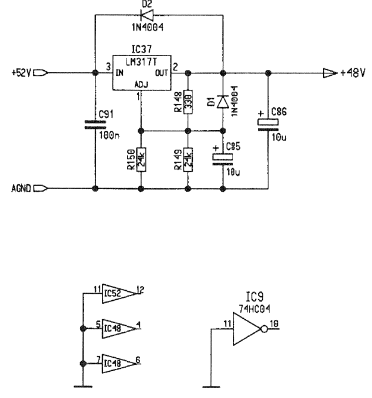 D2
1N4004
IC37
LM317T
+52V
3
IN
OUT
2
+48V
ADJ
1
R148
330
D1
1N4004
C91
100n
C86
10u
R150
24k
R149
24k
C85
10u
AGND
11
IC52
12
5
IC48
4
7
IC48
6
IC9
74HC04
11
10